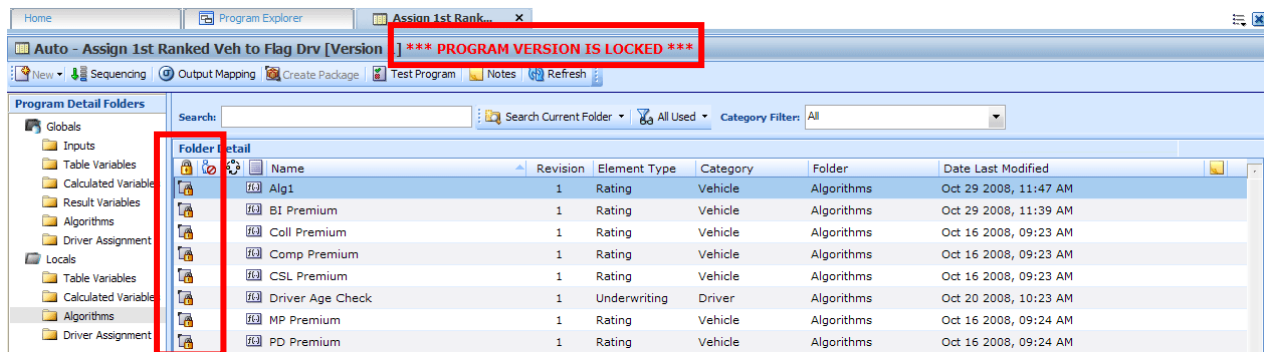 Home Program Explorer Assign 1st Rank... x
Auto - Assign 1st Ranked Veh to Flag Drv [Version .] *** PROGRAM VERSION IS LOCKED ***
New Sequencing Output Mapping Create Package Test Program Notes Refresh
Program Detail Folders
Globals
Inputs
Table Variables
Calculated Variable
Result Variables
Algorithms
Driver Assignment
Locals
Table Variables
Calculated Variable
Algorithms
Driver Assignment
Search: Search Current Folder All Used Category Filter: All
Folder Detail
Name Revision Element Type Category Folder Date Last Modified
Alg1 1 Rating Vehicle Algorithms Oct 29 2008, 11:47 AM
BI Premium 1 Rating Vehicle Algorithms Oct 29 2008, 11:39 AM
Coll Premium 1 Rating Vehicle Algorithms Oct 16 2008, 09:23 AM
Comp Premium 1 Rating Vehicle Algorithms Oct 16 2008, 09:23 AM
CSL Premium 1 Rating Vehicle Algorithms Oct 16 2008, 09:23 AM
Driver Age Check 1 Underwriting Driver Algorithms Oct 20 2008, 10:23 AM
MP Premium 1 Rating Vehicle Algorithms Oct 16 2008, 09:24 AM
PD Premium 1 Rating Vehicle Algorithms Oct 16 2008, 09:24 AM